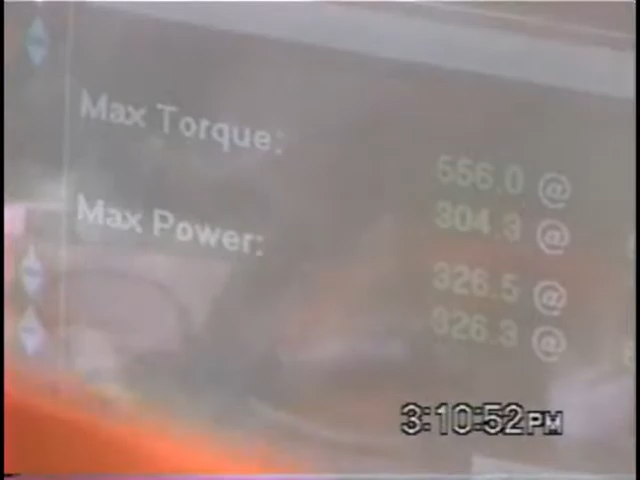 Max Torque:
556.0 @
304.3 @
Max Power:
326.5 @
326.3 @
3:10:52PM